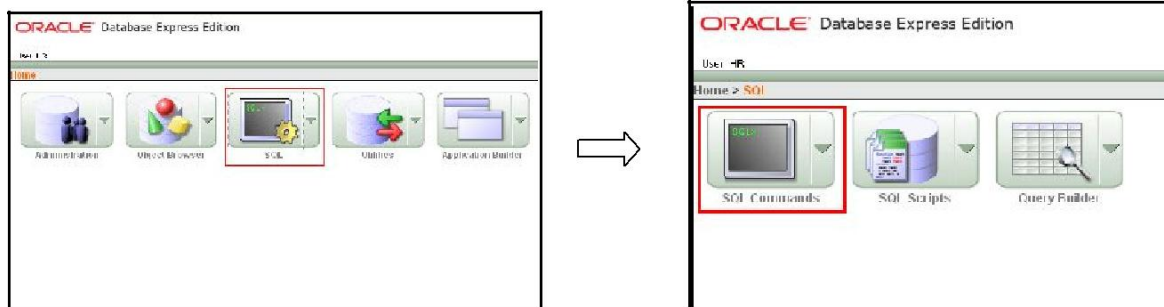 ORACLE Database Express Edition
Home
Administration
Object Browser
SQL
Utilities
Application Builder
ORACLE Database Express Edition
User HR
Home > SQL
SQL>
SQL Commands
SQL Scripts
Query Builder